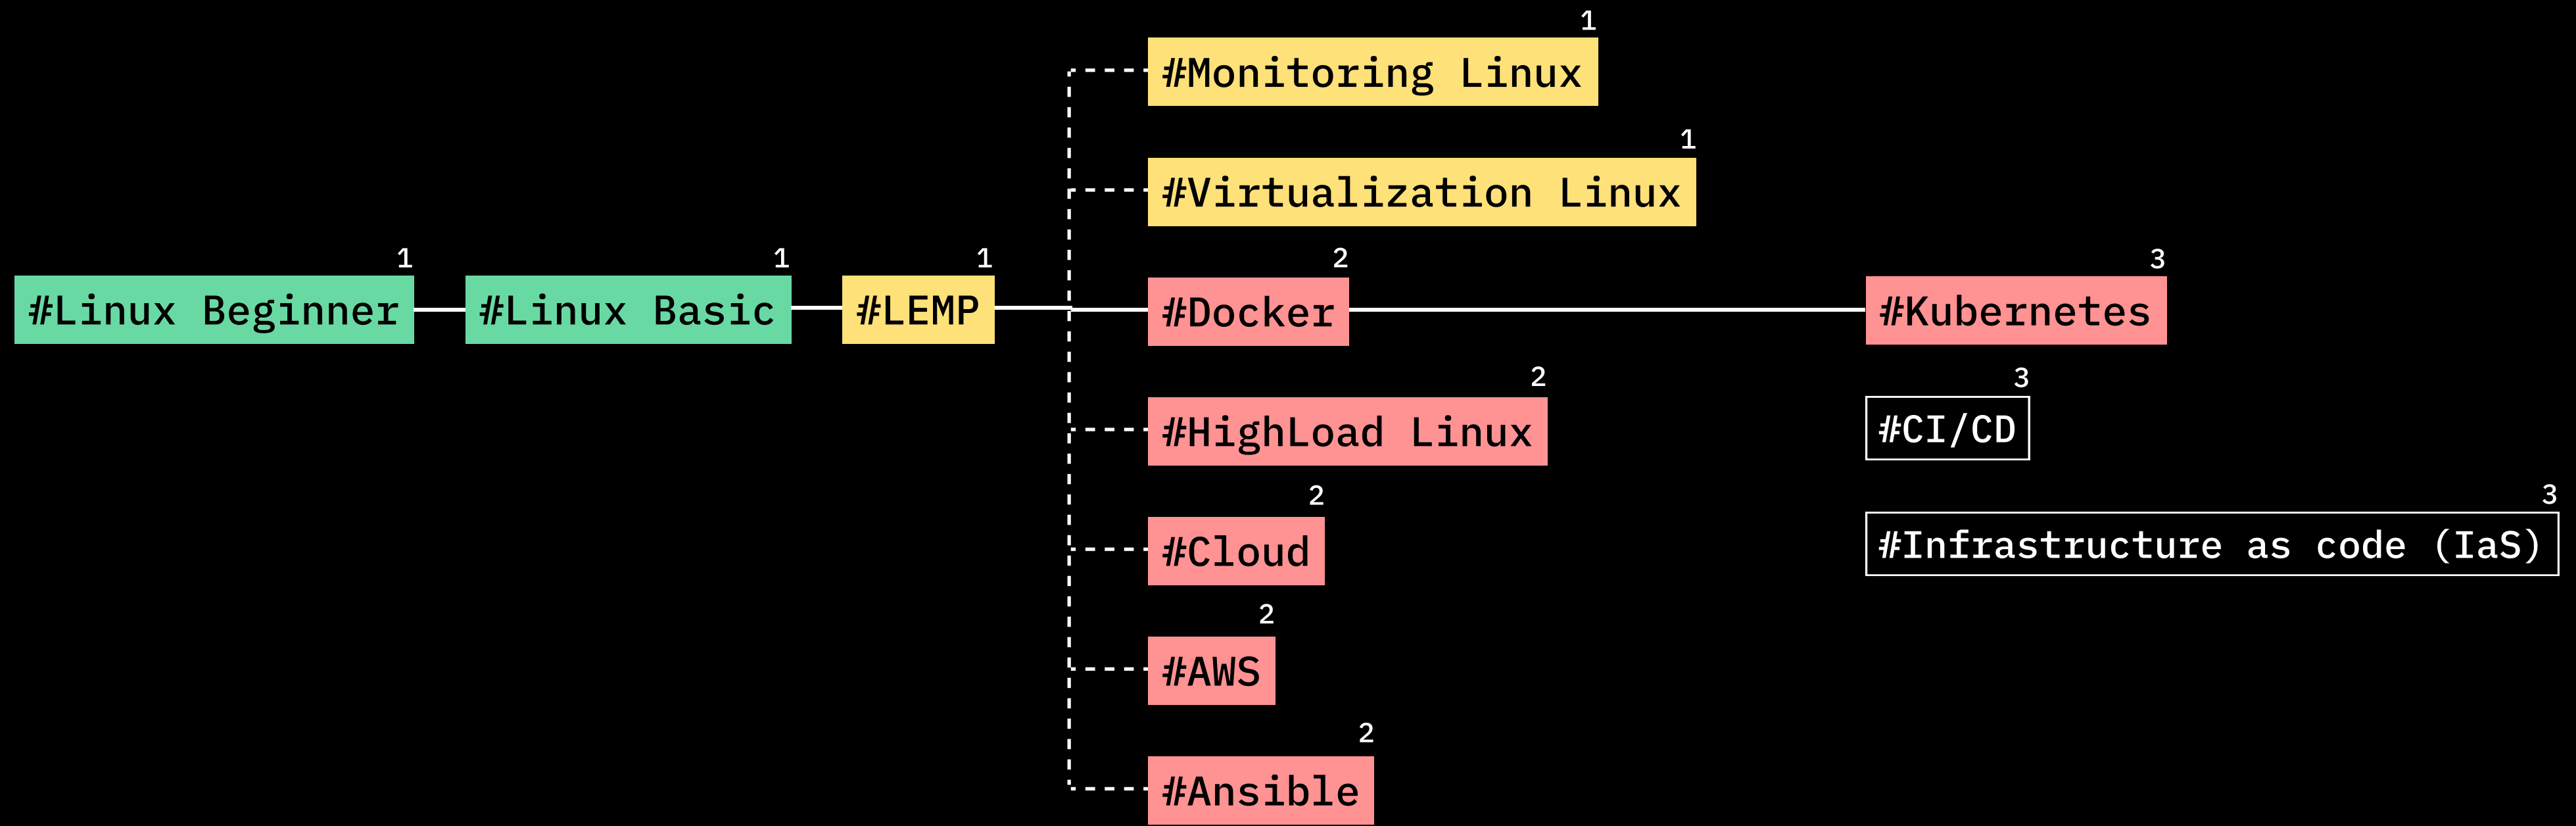 1
#Monitoring Linux
1
#Virtualization Linux
1
#Linux Beginner
1
#Linux Basic
1
#LEMP
2
#Docker
3
#Kubernetes
2
#HighLoad Linux
3
#CI/CD
2
#Cloud
3
#Infrastructure as code (IaS)
2
#AWS
2
#Ansible